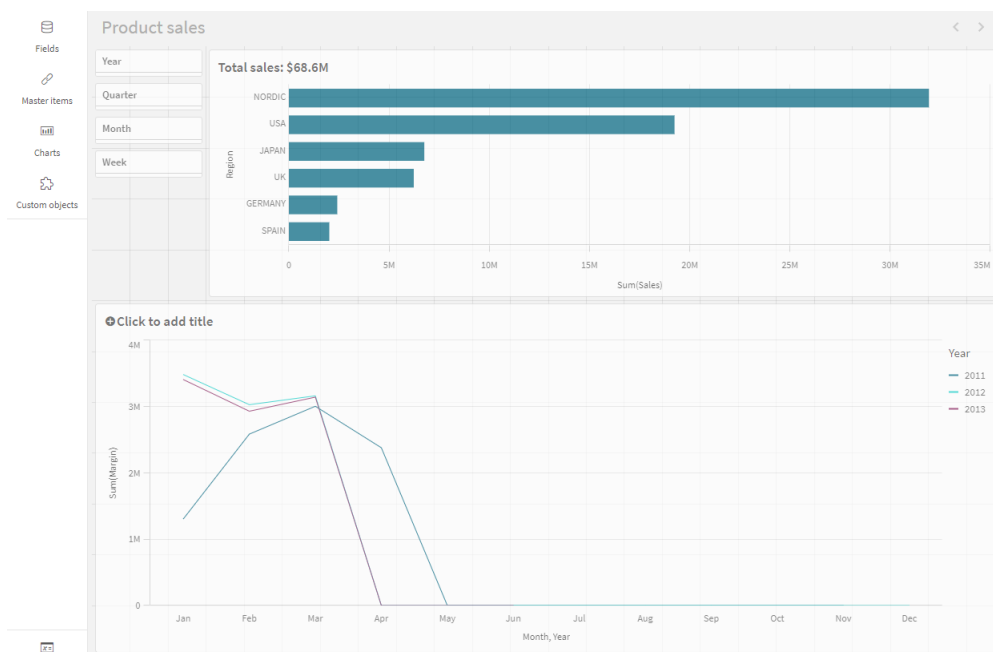 Product sales
Fields
Master items
Charts
Custom objects
Year
Quarter
Month
Week
Total sales: $68.6M
Region
NORDIC
USA
JAPAN
UK
GERMANY
SPAIN
0 5M 10M 15M 20M 25M 30M 35M
Sum(Sales)
Click to add title
Sum(Margin)
4M
3M
2M
1M
0
Jan Feb Mar Apr May Jun Jul Aug Sep Oct Nov Dec
Month, Year
Year
2011
2012
2013